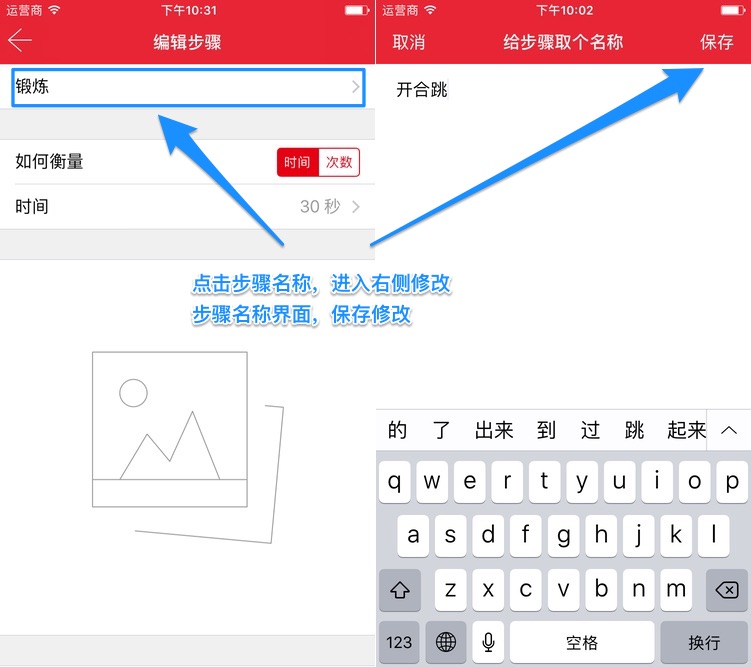 运营商 下午10:31
编辑步骤
锻炼
如何衡量 时间 次数
时间 30 秒
运营商 下午10:02
取消 给步骤取个名称 保存
开合跳
点击步骤名称，进入右侧修改
步骤名称界面，保存修改
的 了 出来 到 过 跳 起来
q w e r t y u i o p
a s d f g h j k l
z x c v b n m
123 空格 换行